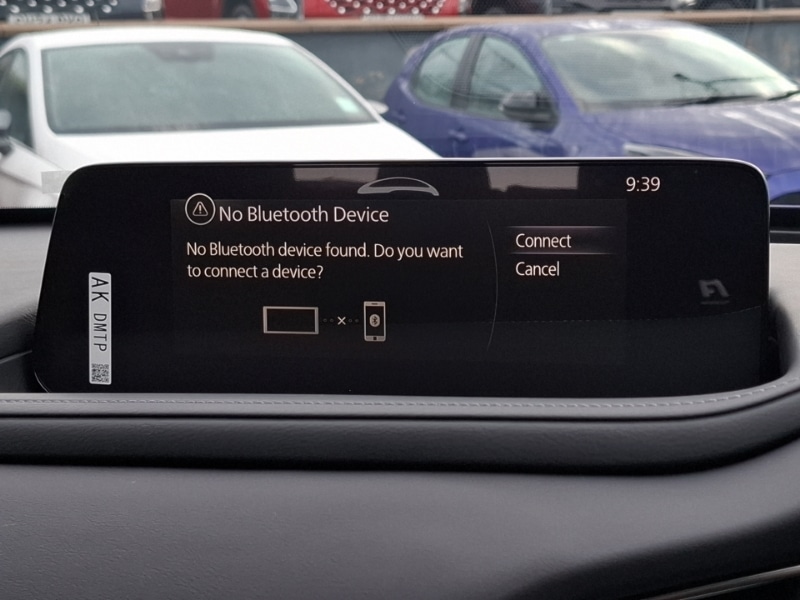 9:39
No Bluetooth Device
No Bluetooth device found. Do you want
to connect a device?
Connect
Cancel
AK DMTP